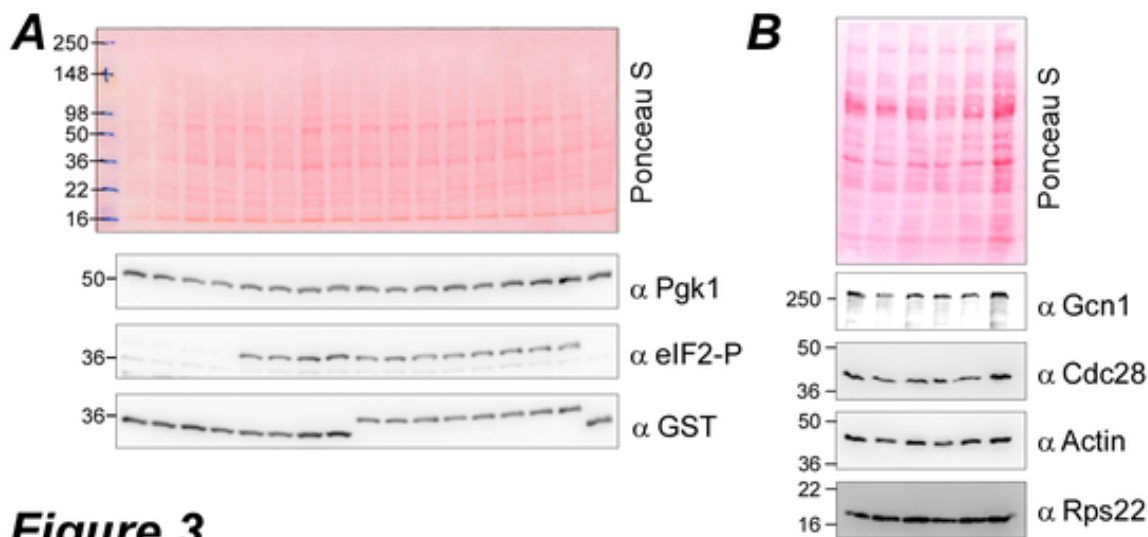 A
250
148
98
50
36
22
16
Ponceau S
50
α Pgk1
36
α eIF2-P
36
α GST
B
Ponceau S
250
α Gcn1
50
36
α Cdc28
50
36
α Actin
22
16
α Rps22
Figure 3